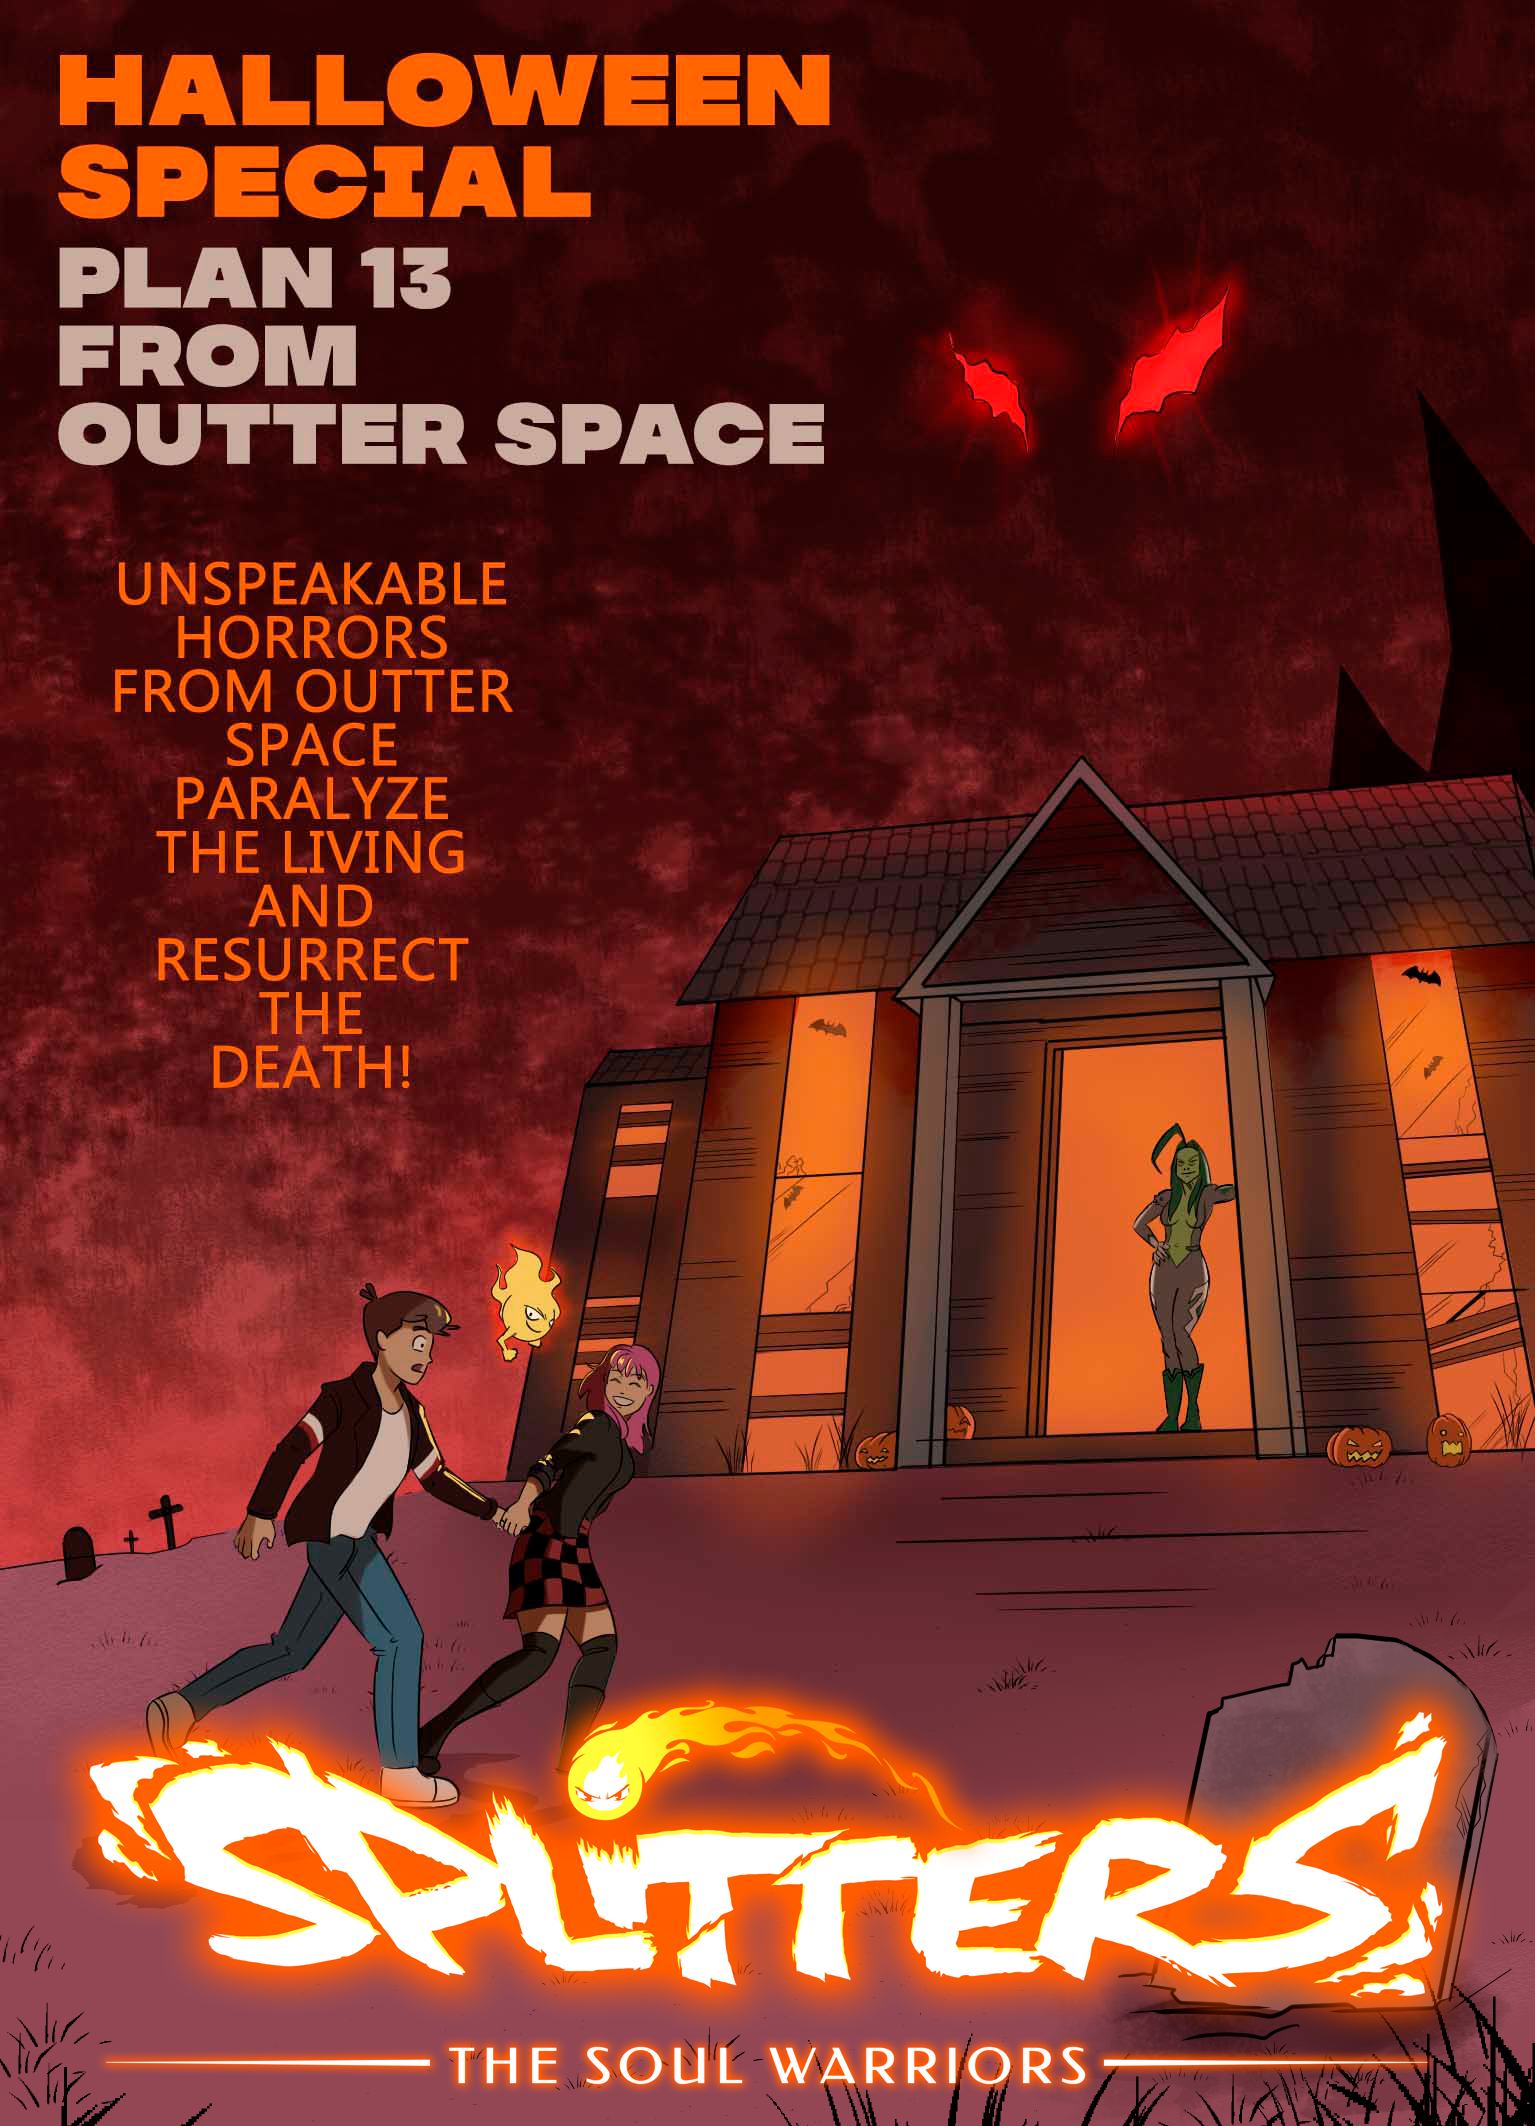 HALLOWEEN
SPECIAL
PLAN 13
FROM
OUTTER SPACE
UNSPEAKABLE
HORRORS
FROM OUTTER
SPACE
PARALYZE
THE LIVING
AND
RESURRECT
THE
DEATH!
SPLITTERS
THE SOUL WARRIORS